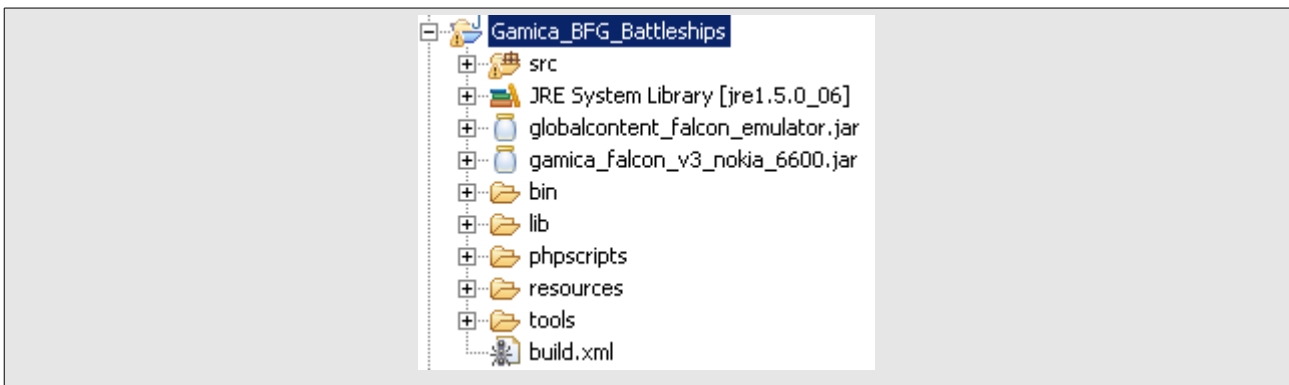 Gamica_BFG_Battleships
src
JRE System Library [jre1.5.0_06]
globalcontent_falcon_emulator.jar
gamica_falcon_v3_nokia_6600.jar
bin
lib
phpscripts
resources
tools
build.xml